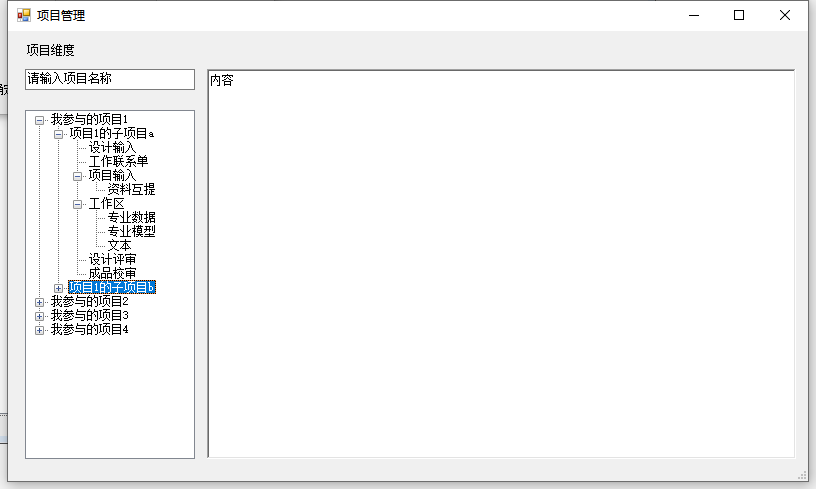 项目管理
项目维度
请输入项目名称
内容
我参与的项目1
项目1的子项目a
设计输入
工作联系单
项目输入
资料互提
工作区
专业数据
专业模型
文本
设计评审
成品校审
项目1的子项目b
我参与的项目2
我参与的项目3
我参与的项目4